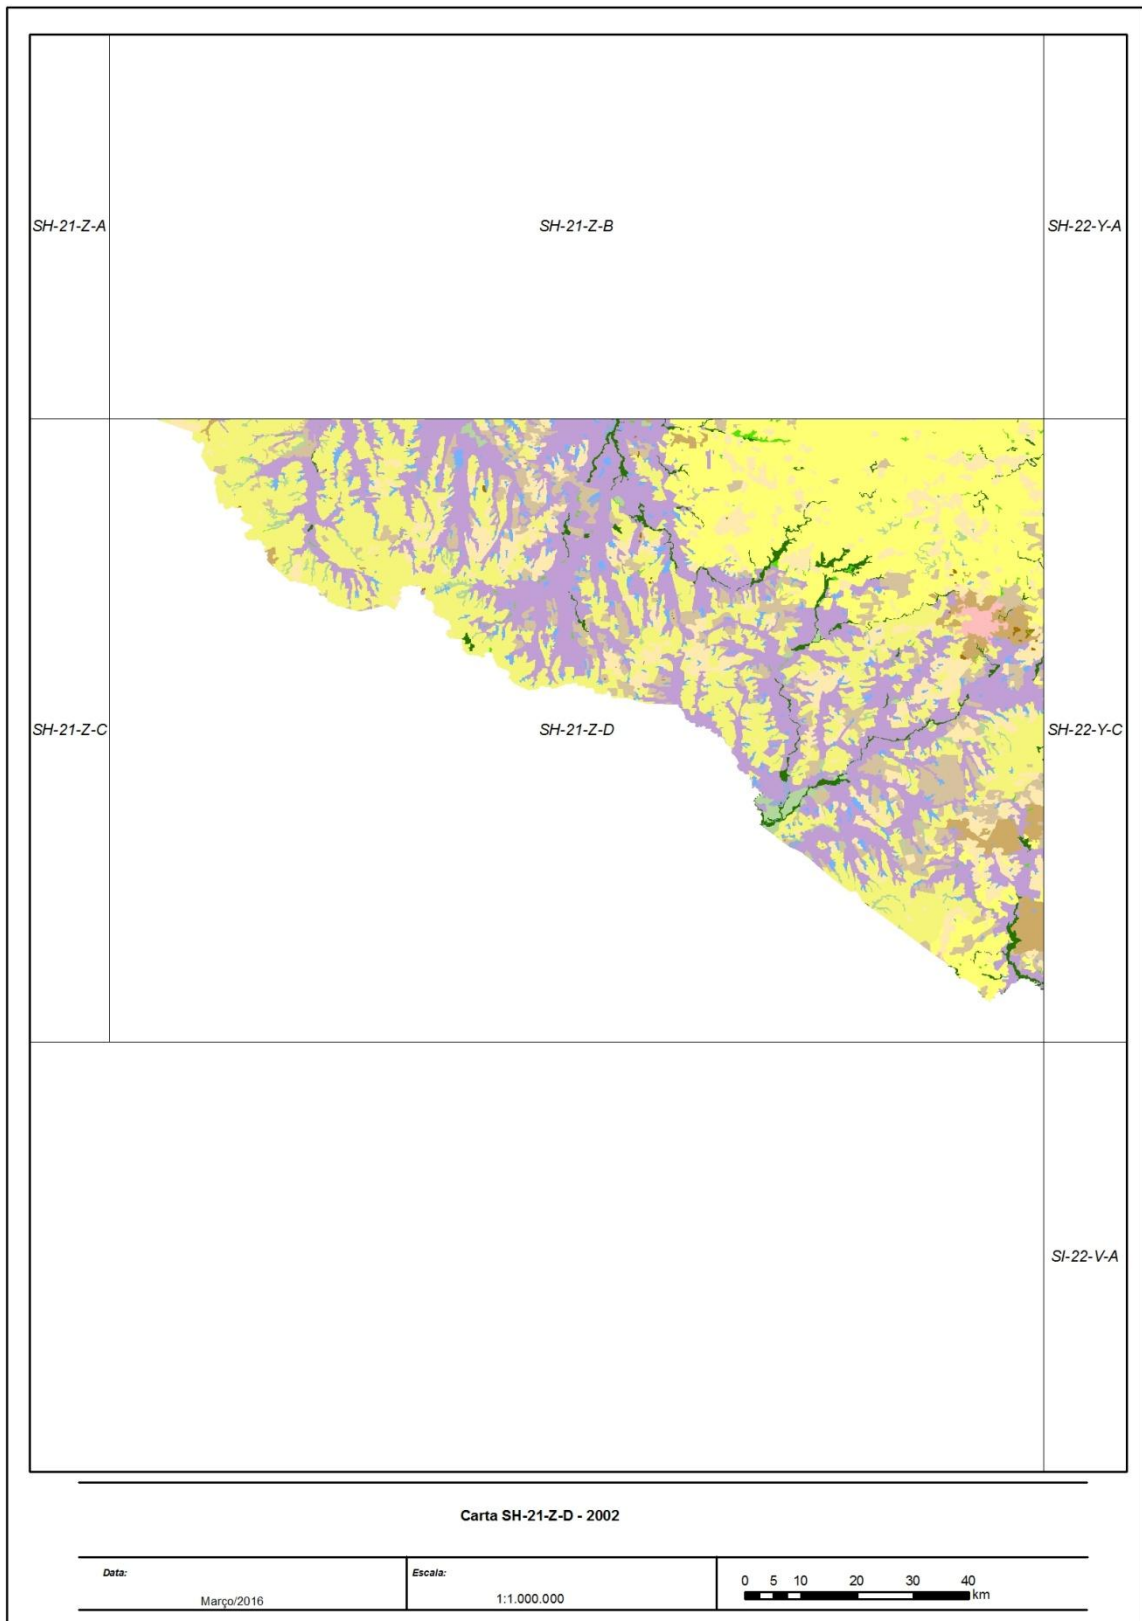 SH-21-Z-A
SH-21-Z-B
SH-22-Y-A
SH-21-Z-C
SH-21-Z-D
SH-22-Y-C
SI-22-V-A
Carta SH-21-Z-D - 2002
Data:
Março/2016
Escala:
1:1.000.000
0 5 10 20 30 40
km